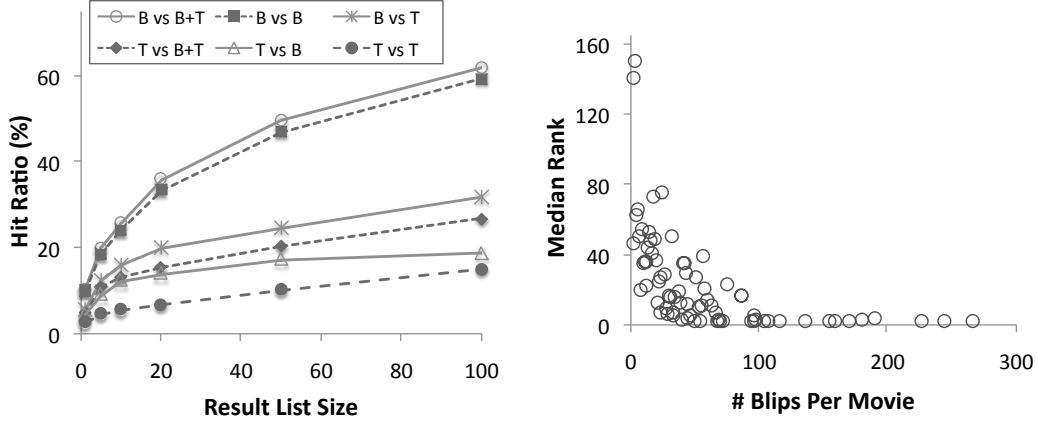 B vs B+T B vs B B vs T
T vs B+T T vs B T vs T
Hit Ratio (%)
60
40
20
0
0 20 40 60 80 100
Result List Size
Median Rank
160
120
80
40
0
0 100 200 300
# Blips Per Movie